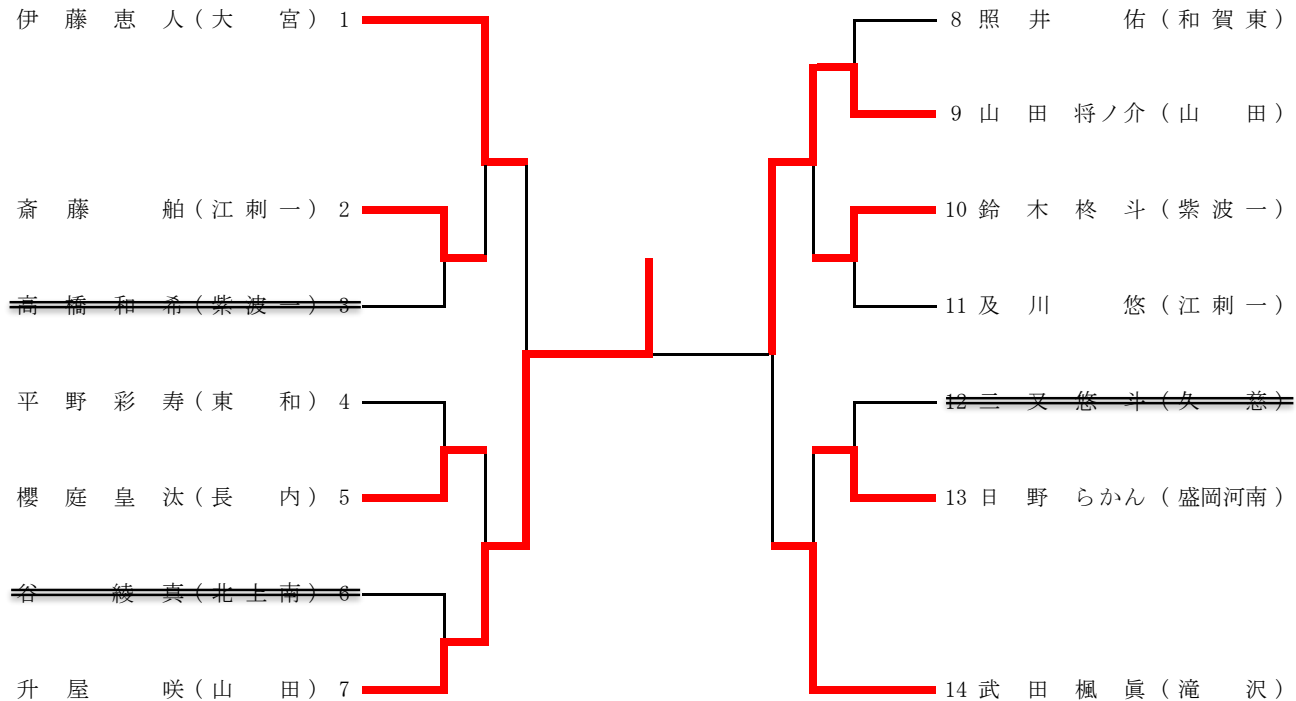 伊藤恵人(大宮) 1
斎藤舶(江刺一) 2
高橋和希(紫波一) 3
平野彩寿(東和) 4
櫻庭皇汰(長内) 5
谷綾真(北上南) 6
升屋咲(山田) 7
8 照井佑(和賀東)
9 山田将ノ介(山田)
10 鈴木柊斗(紫波一)
11 及川悠(江刺一)
12 三又悠斗(久慈)
13 日野らかん(盛岡河南)
14 武田楓眞(滝沢)